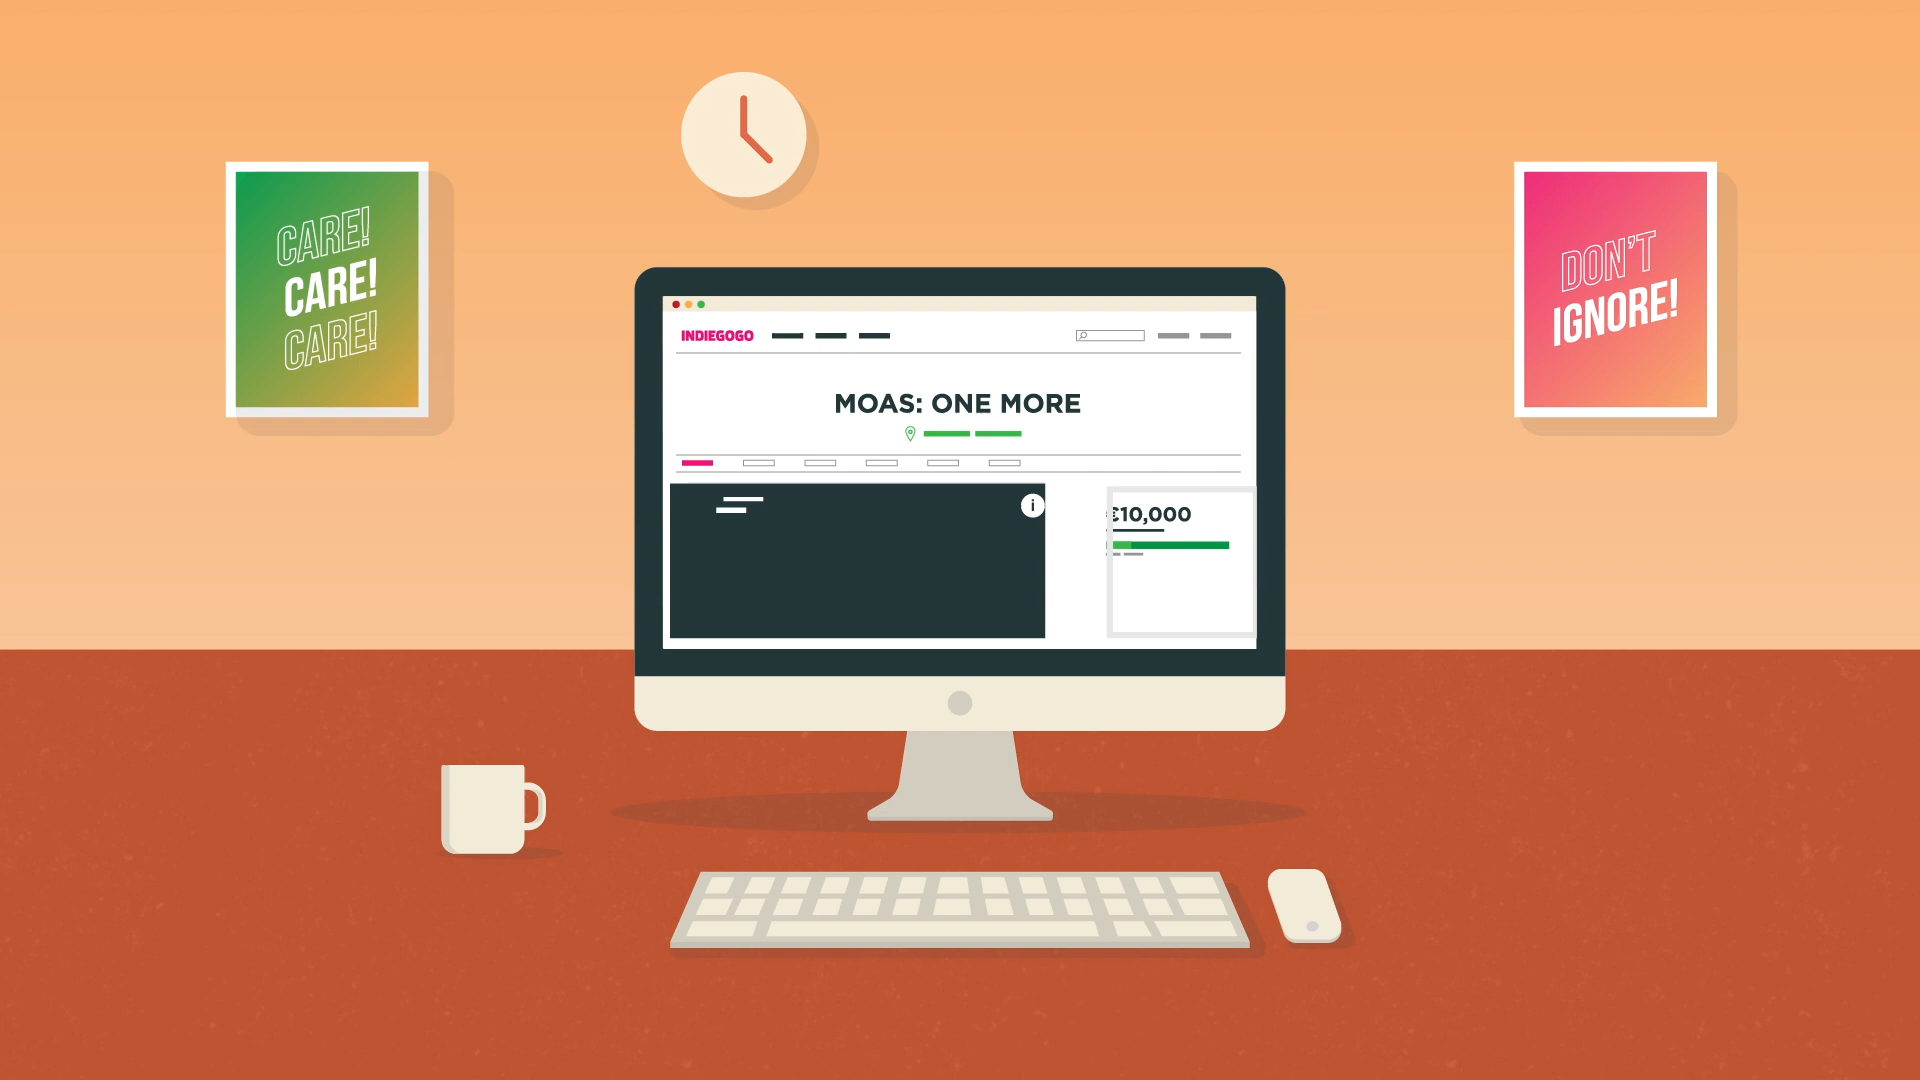 CARE!
CARE!
CARE!
DON'T
IGNORE!
INDIEGOGO
MOAS: ONE MORE
i
€10,000